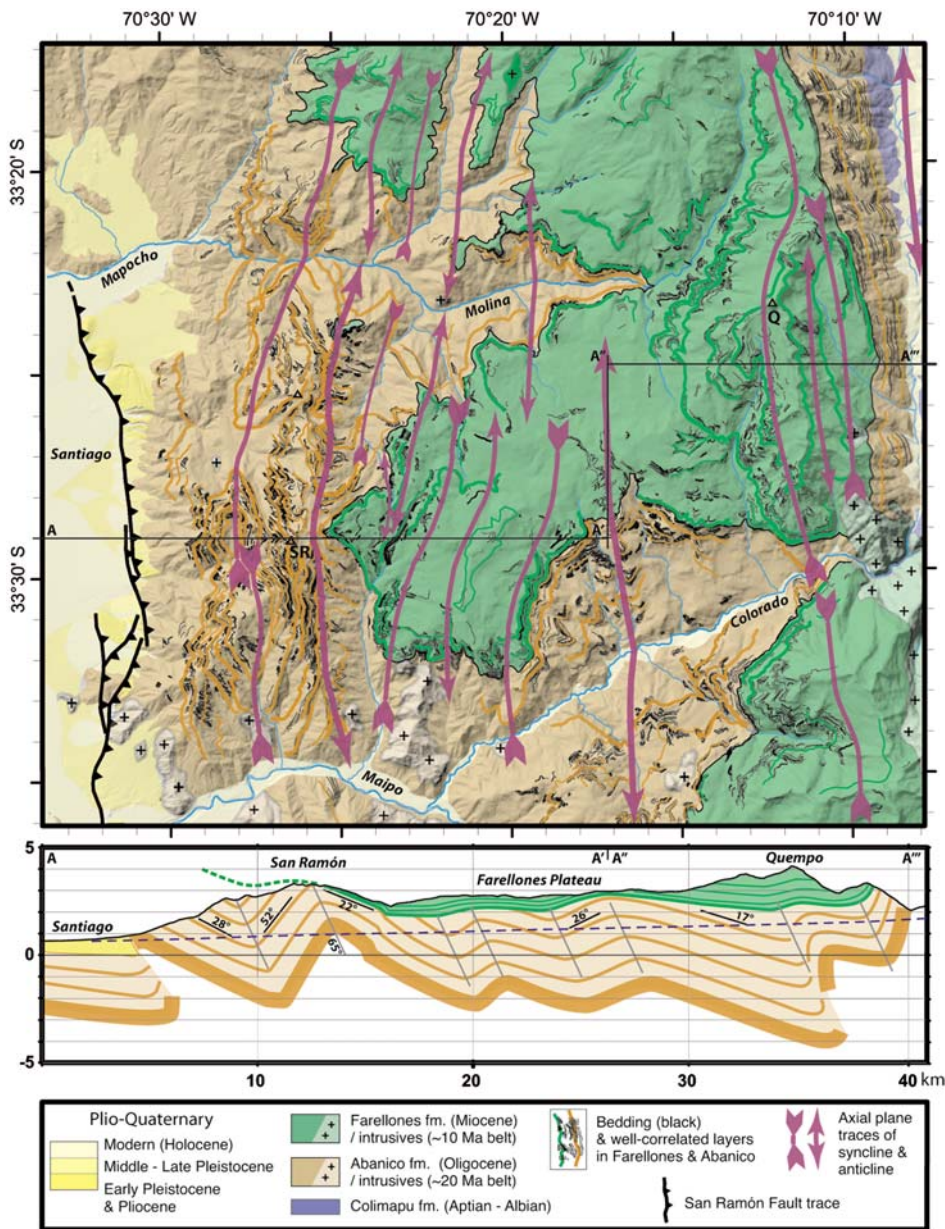 70°30' W
70°20' W
70°10' W
33°20' S
33°30' S
Mapocho
Molina
Q
A''
A'''
Santiago
A
SR
A'
Colorado
Maipo
5
A
San Ramón
A' A''
Quempo
A'''
Farellones Plateau
Santiago
28°
52°
22°
65°
26°
17°
0
-5
5
0
-5
10
20
30
40 km
Plio-Quaternary
Modern (Holocene)
Middle - Late Pleistocene
Early Pleistocene
& Pliocene
Farellones fm. (Miocene)
/ intrusives (~10 Ma belt)
Abanico fm. (Oligocene)
/ intrusives (~20 Ma belt)
Colimapu fm. (Aptian - Albian)
Bedding (black)
& well-correlated layers
in Farellones & Abanico
Axial plane
traces of
syncline &
anticline
San Ramón Fault trace